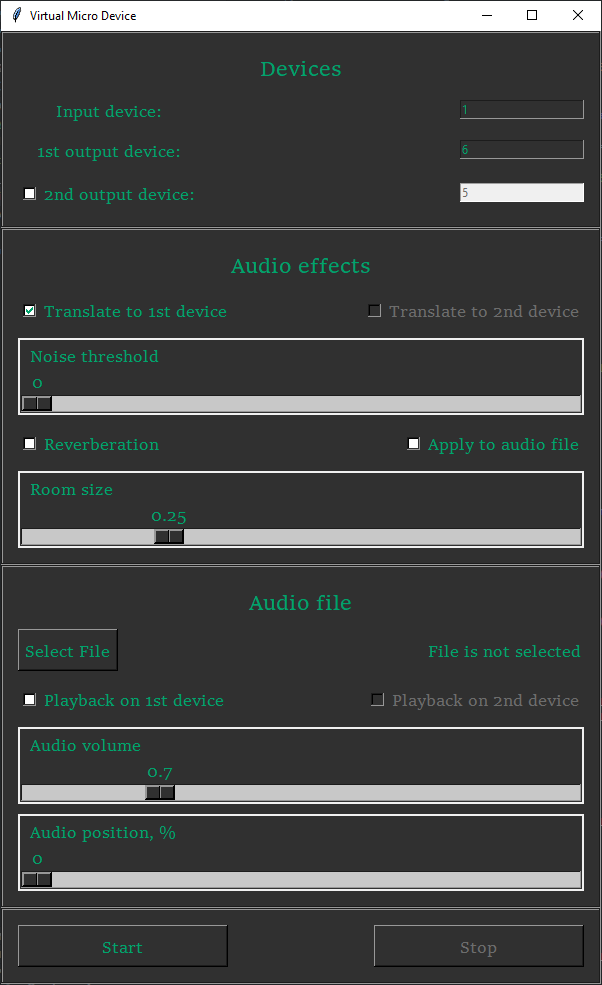 Virtual Micro Device
Devices
Input device: 1
1st output device: 6
2nd output device: 5
Audio effects
Translate to 1st device Translate to 2nd device
Noise threshold
0
Reverberation Apply to audio file
Room size
0.25
Audio file
Select File File is not selected
Playback on 1st device Playback on 2nd device
Audio volume
0.7
Audio position, %
0
Start Stop